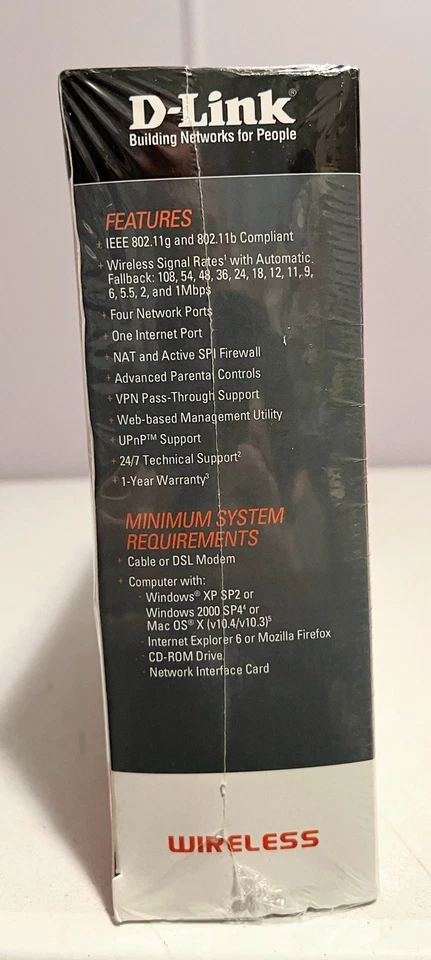 D-Link®
Building Networks for People
FEATURES
+ IEEE 802.11g and 802.11b Compliant
+ Wireless Signal Rates¹ with Automatic
Fallback: 108, 54, 48, 36, 24, 18, 12, 11, 9,
6, 5.5, 2, and 1Mbps
+ Four Network Ports
+ One Internet Port
+ NAT and Active SPI Firewall
+ Advanced Parental Controls
+ VPN Pass-Through Support
+ Web-based Management Utility
+ UPnP™ Support
+ 24/7 Technical Support²
+ 1-Year Warranty³
MINIMUM SYSTEM
REQUIREMENTS
+ Cable or DSL Modem
+ Computer with:
- Windows® XP SP2 or
Windows 2000 SP4⁴ or
Mac OS® X (v10.4/v10.3)⁵
- Internet Explorer 6 or Mozilla Firefox
- CD-ROM Drive
- Network Interface Card
WIRELESS